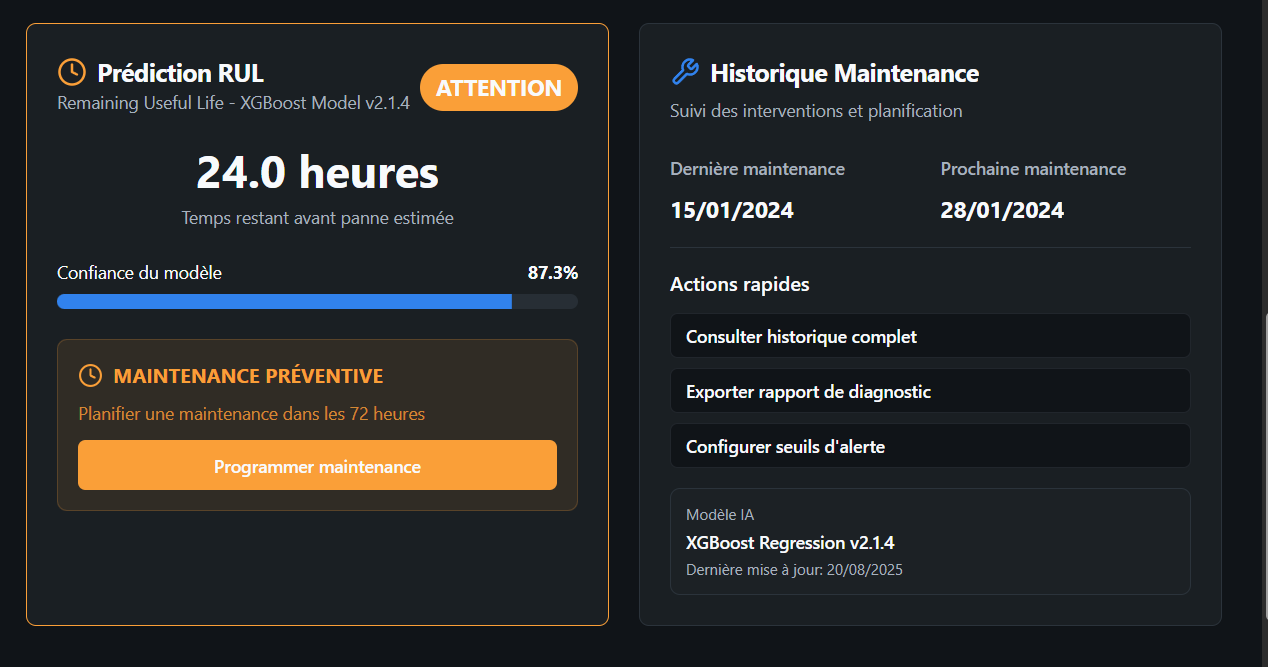 Prédiction RUL
Remaining Useful Life - XGBoost Model v2.1.4
ATTENTION
24.0 heures
Temps restant avant panne estimée
Confiance du modèle 87.3%
MAINTENANCE PRÉVENTIVE
Planifier une maintenance dans les 72 heures
Programmer maintenance
Historique Maintenance
Suivi des interventions et planification
Dernière maintenance
15/01/2024
Prochaine maintenance
28/01/2024
Actions rapides
Consulter historique complet
Exporter rapport de diagnostic
Configurer seuils d'alerte
Modèle IA
XGBoost Regression v2.1.4
Dernière mise à jour: 20/08/2025